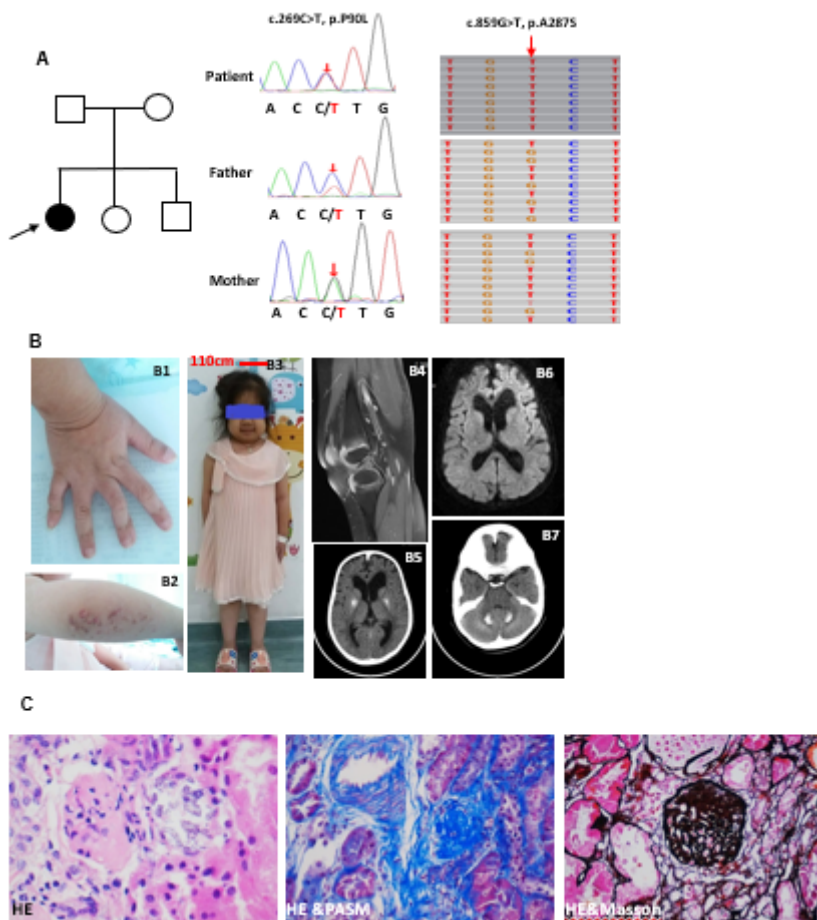 c.269C>T, p.P90L
c.859G>T, p.A287S
A
Patient
A C C/T T G
Father
A C C/T T G
Mother
A C C/T T G
T G T C T
T G T C T
T G T C T
T G T C T
T G T C T
T G T C T
T G T C T
T G T C T
B
B1
B2
110cm
B3
B4
B5
B6
B7
C
HE
HE &PASM
HE&Masson